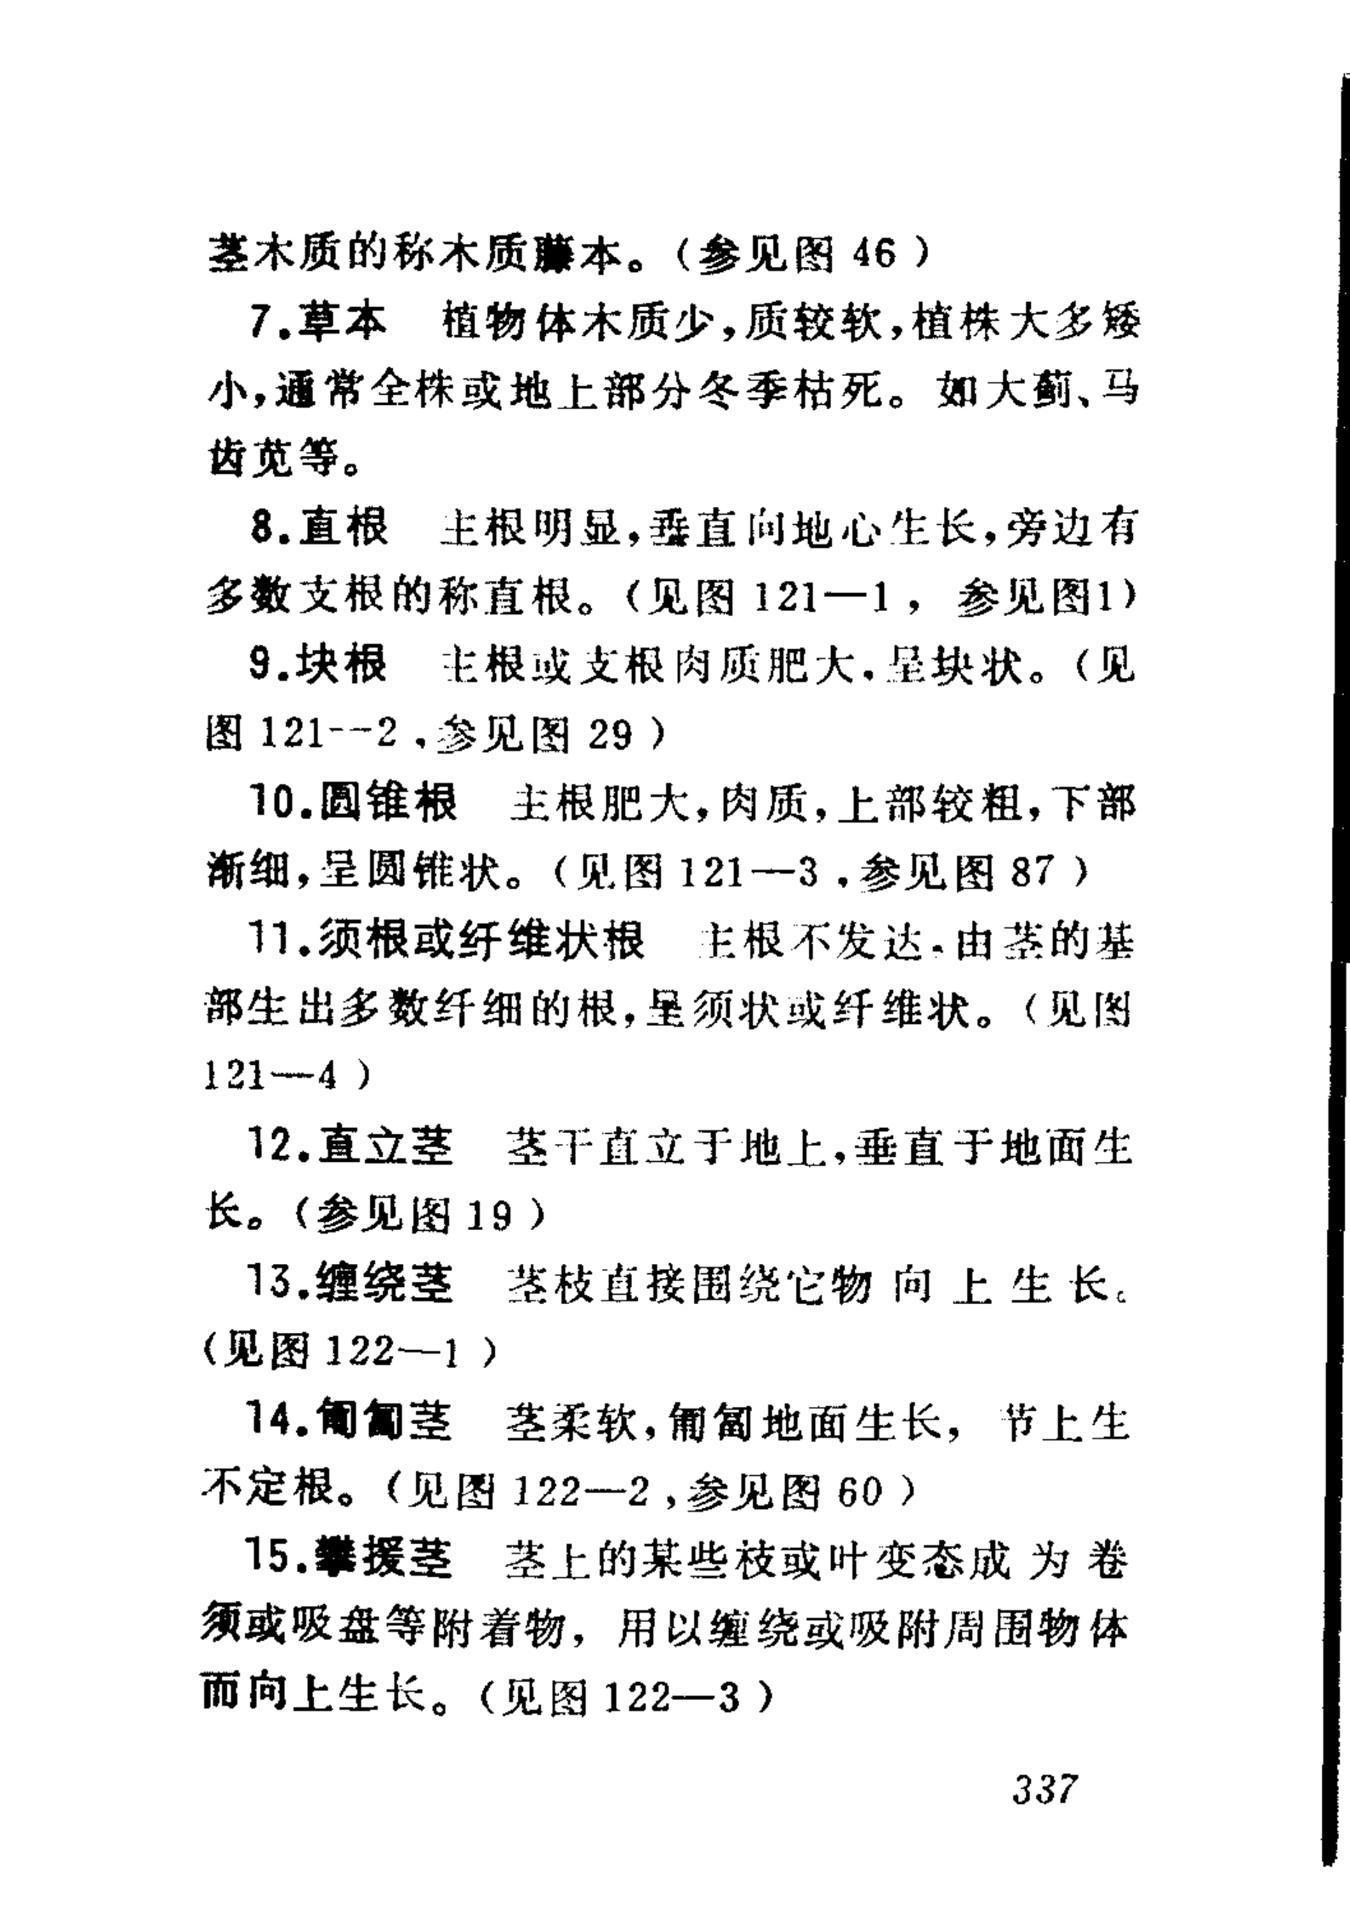 茎木质的称木质藤本。(参见图 46 )
7.草本 植物体木质少,质较软,植株大多矮
小,通常全株或地上部分冬季枯死。如大蓟、马
齿苋等。
8.直根 主根明显,垂直向地心生长,旁边有
多数支根的称直根。(见图 121—1 , 参见图1)
9.块根 主根或支根肉质肥大,呈块状。(见
图 121--2 ,参见图 29 )
10.圆锥根 主根肥大,肉质,上部较粗,下部
渐细,呈圆锥状。(见图 121—3 ,参见图 87 )
11.须根或纤维状根 主根不发达,由茎的基
部生出多数纤细的根,呈须状或纤维状。(见图
121—4 )
12.直立茎 茎干直立于地上,垂直于地面生
长。(参见图 19 )
13.缠绕茎 茎枝直接围绕它物 向 上 生 长。
(见图 122—1 )
14.匍匐茎 茎柔软,匍匐地面生长, 节上生
不定根。(见图 122—2 ,参见图 60 )
15.攀援茎 茎上的某些枝或叶变态成 为 卷
须或吸盘等附着物, 用以缠绕或吸附周围物体
而向上生长。(见图 122—3 )
337